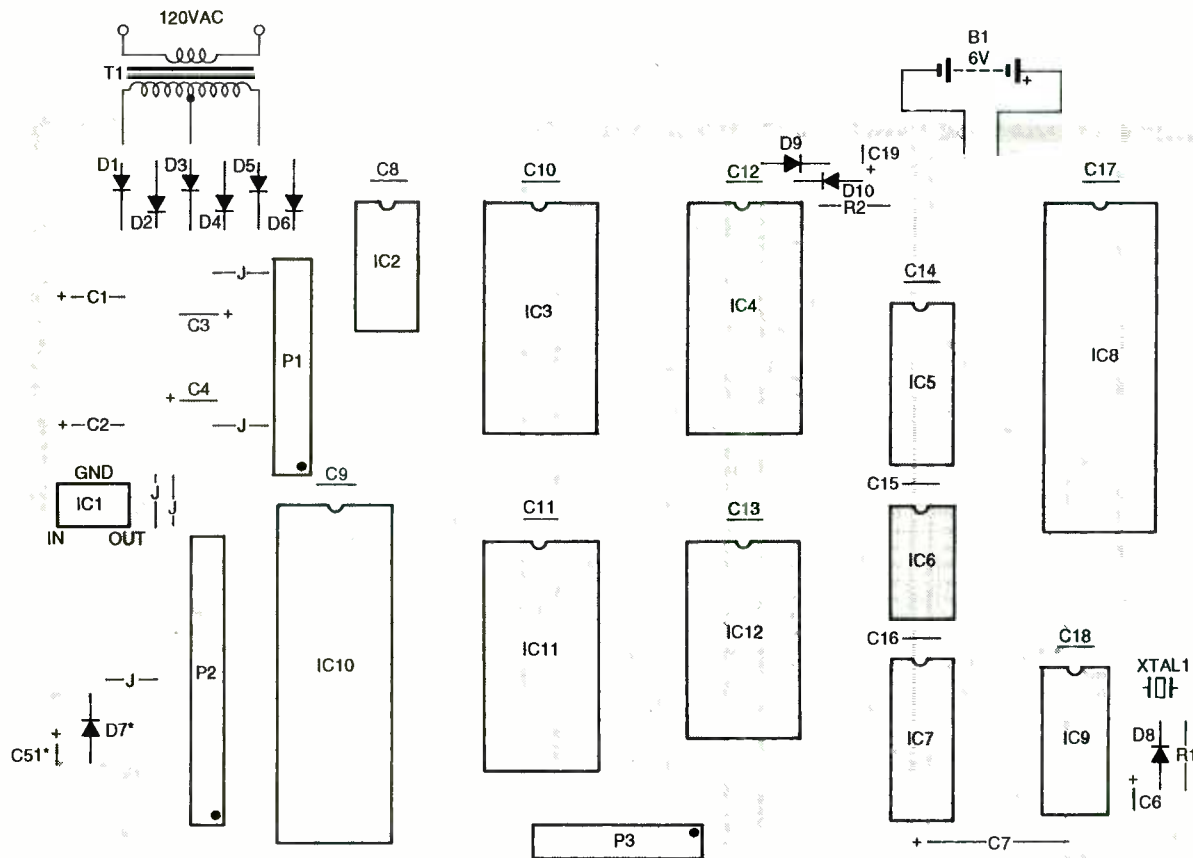 120VAC
T1
B1
6V
+
D1
D3
D5
D2
D4
D6
C8
C10
C12
D9
C19
+
D10
R2
C17
IC2
IC3
IC4
C14
J
+ C1
C3 +
P1
IC5
IC8
+ C4
+ C2
J
GND
IC1
IN
OUT
J
J
C9
C11
C13
C15
IC6
IC10
IC11
IC12
C16
C18
XTAL1
P2
J
+
D7*
C51*
IC7
IC9
D8
R1
+
C6
P3
+ C7